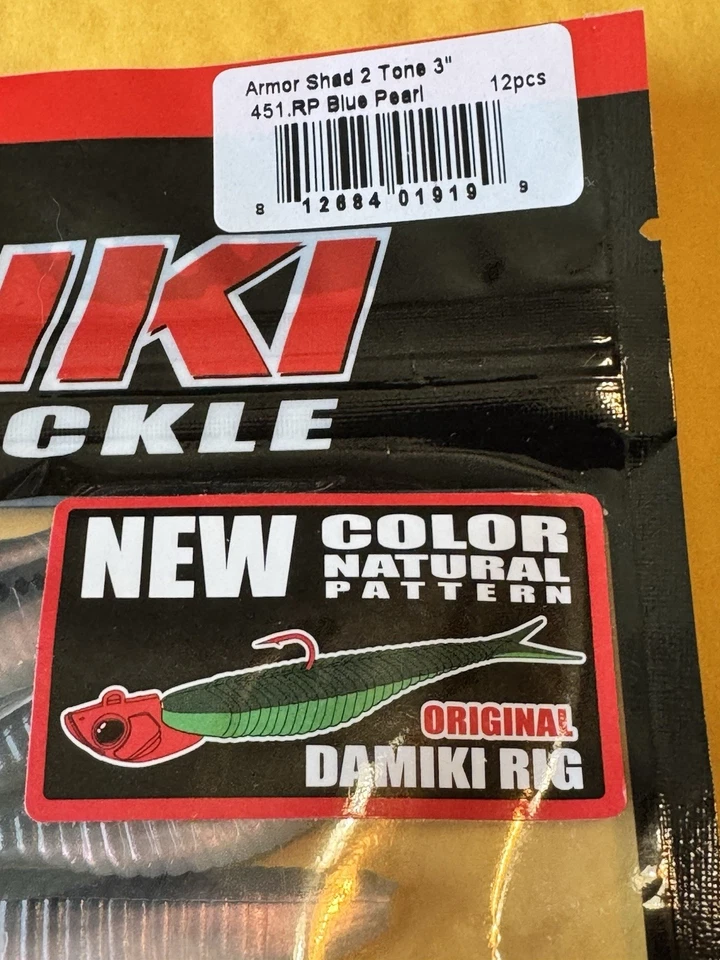 Armor Shad 2 Tone 3"
451.RP Blue Pearl 12pcs
8 12684 01919 9
IKI
CKLE
NEW COLOR
NATURAL
PATTERN
ORIGINAL
DAMIKI RIG